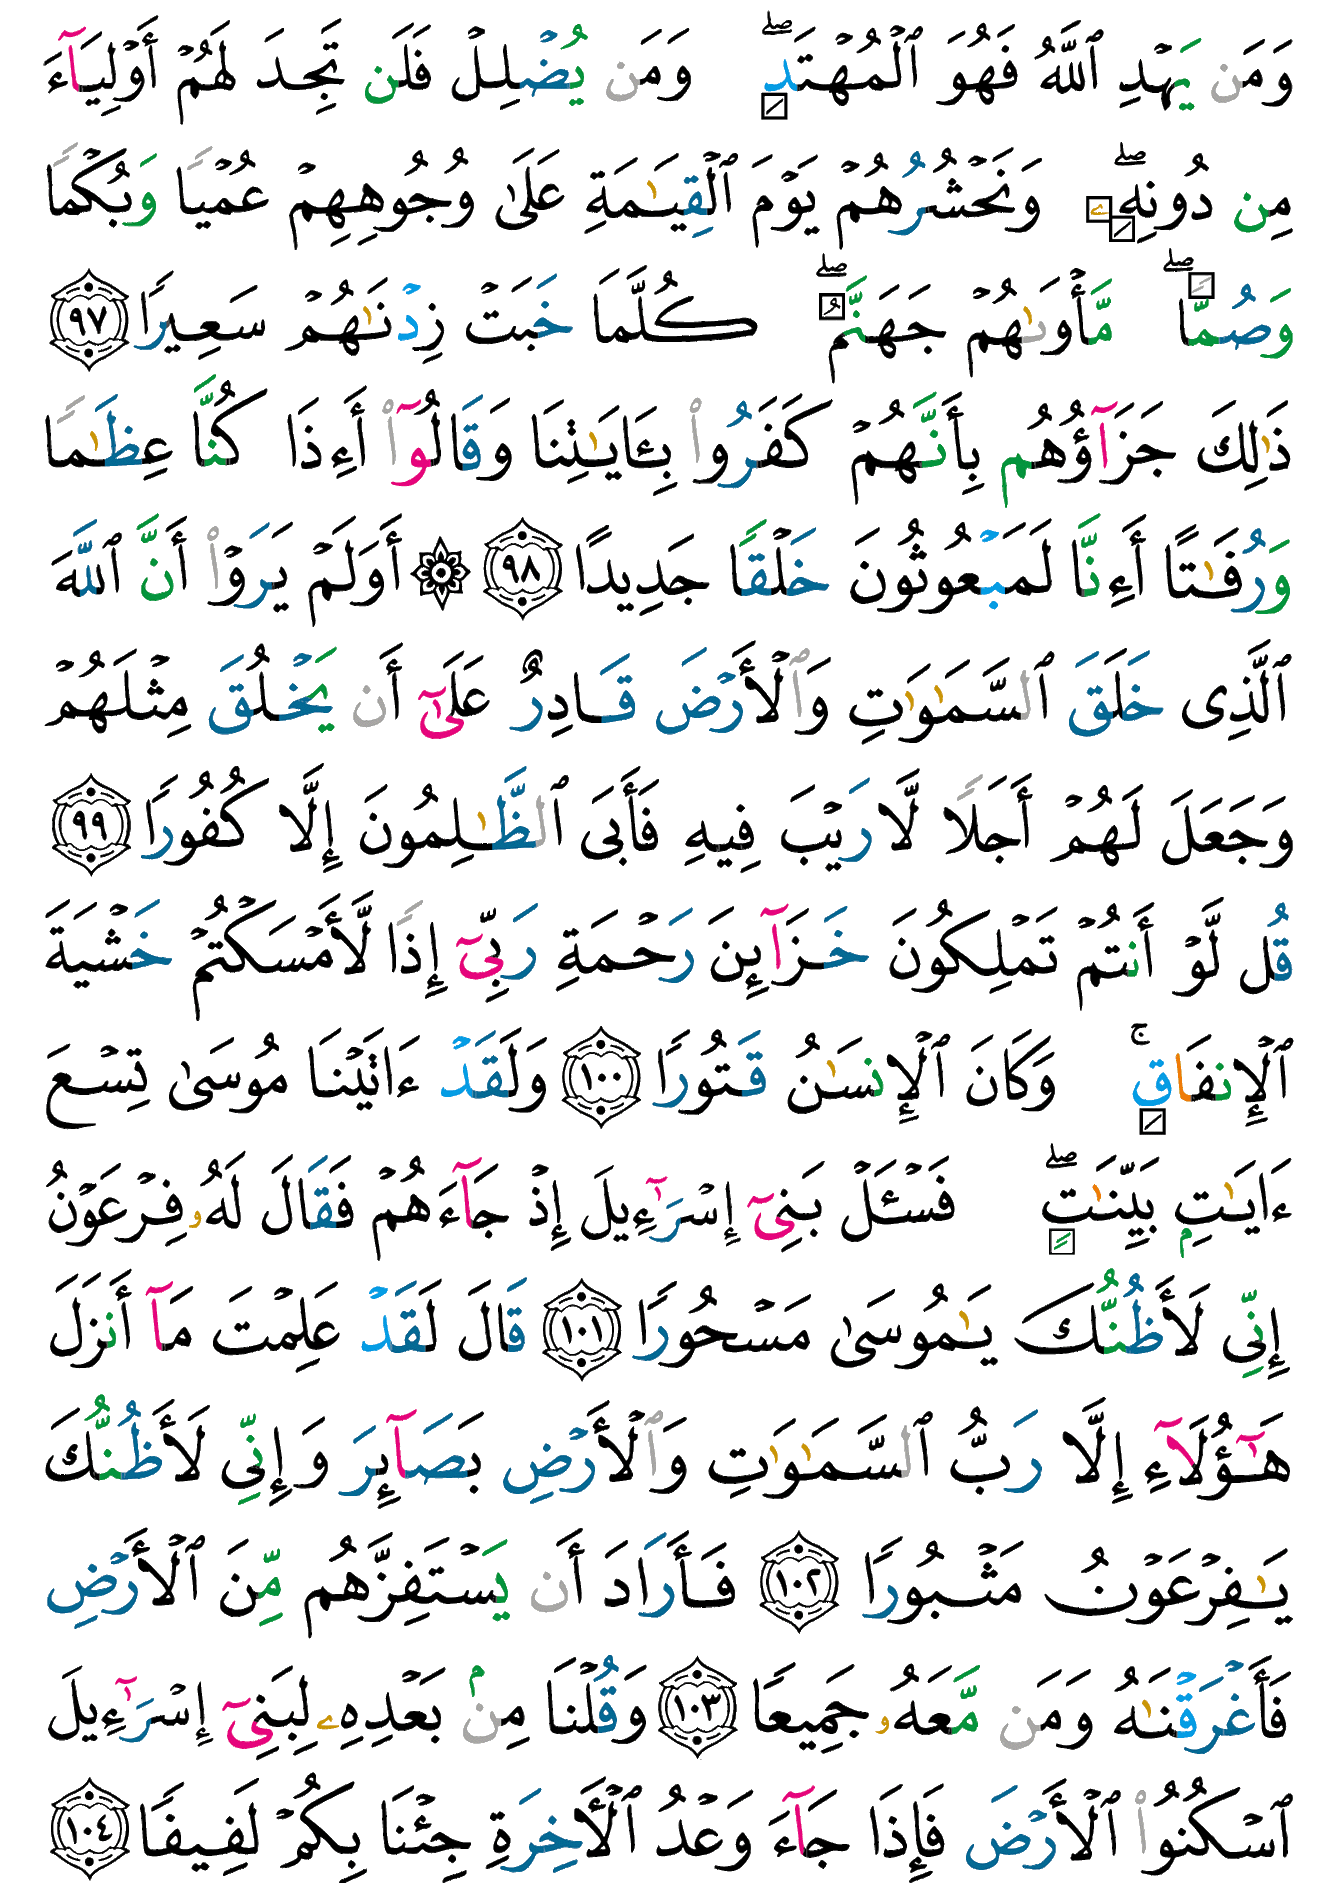 وَمَن يَهْدِ ٱللَّهُ فَهُوَ ٱلْمُهْتَدِ ۖ وَمَن يُضْلِلْ فَلَن تَجِدَ لَهُمْ أَوْلِيَآءَ
مِن دُونِهِۦ ۖ وَنَحْشُرُهُمْ يَوْمَ ٱلْقِيَـٰمَةِ عَلَىٰ وُجُوهِهِمْ عُمْيًا وَبُكْمًا
وَصُمًّا ۖ مَّأْوَىٰهُمْ جَهَنَّمُ ۖ كُلَّمَا خَبَتْ زِدْنَـٰهُمْ سَعِيرًا ﴿٩٧﴾
ذَٰلِكَ جَزَآؤُهُم بِأَنَّهُمْ كَفَرُوا۟ بِـَٔايَـٰتِنَا وَقَالُوٓا۟ أَءِذَا كُنَّا عِظَـٰمًا
وَرُفَـٰتًا أَءِنَّا لَمَبْعُوثُونَ خَلْقًا جَدِيدًا ﴿٩٨﴾ ۞ أَوَلَمْ يَرَوْا۟ أَنَّ ٱللَّهَ
ٱلَّذِى خَلَقَ ٱلسَّمَـٰوَٰتِ وَٱلْأَرْضَ قَادِرٌ عَلَىٰٓ أَن يَخْلُقَ مِثْلَهُمْ
وَجَعَلَ لَهُمْ أَجَلًا لَّا رَيْبَ فِيهِ فَأَبَى ٱلظَّـٰلِمُونَ إِلَّا كُفُورًا ﴿٩٩﴾
قُل لَّوْ أَنتُمْ تَمْلِكُونَ خَزَآئِنَ رَحْمَةِ رَبِّىٓ إِذًا لَّأَمْسَكْتُمْ خَشْيَةَ
ٱلْإِنفَاقِ ۚ وَكَانَ ٱلْإِنسَـٰنُ قَتُورًا ﴿١٠٠﴾ وَلَقَدْ ءَاتَيْنَا مُوسَىٰ تِسْعَ
ءَايَـٰتٍۭ بَيِّنَـٰتٍ ۖ فَسْـَٔلْ بَنِىٓ إِسْرَٰٓءِيلَ إِذْ جَآءَهُمْ فَقَالَ لَهُۥ فِرْعَوْنُ
إِنِّى لَأَظُنُّكَ يَـٰمُوسَىٰ مَسْحُورًا ﴿١٠١﴾ قَالَ لَقَدْ عَلِمْتَ مَآ أَنزَلَ
هَـٰٓؤُلَآءِ إِلَّا رَبُّ ٱلسَّمَـٰوَٰتِ وَٱلْأَرْضِ بَصَآئِرَ وَإِنِّى لَأَظُنُّكَ
يَـٰفِرْعَوْنُ مَثْبُورًا ﴿١٠٢﴾ فَأَرَادَ أَن يَسْتَفِزَّهُم مِّنَ ٱلْأَرْضِ
فَأَغْرَقْنَـٰهُ وَمَن مَّعَهُۥ جَمِيعًا ﴿١٠٣﴾ وَقُلْنَا مِنۢ بَعْدِهِۦ لِبَنِىٓ إِسْرَٰٓءِيلَ
ٱسْكُنُوا۟ ٱلْأَرْضَ فَإِذَا جَآءَ وَعْدُ ٱلْـَٔاخِرَةِ جِئْنَا بِكُمْ لَفِيفًا ﴿١٠٤﴾